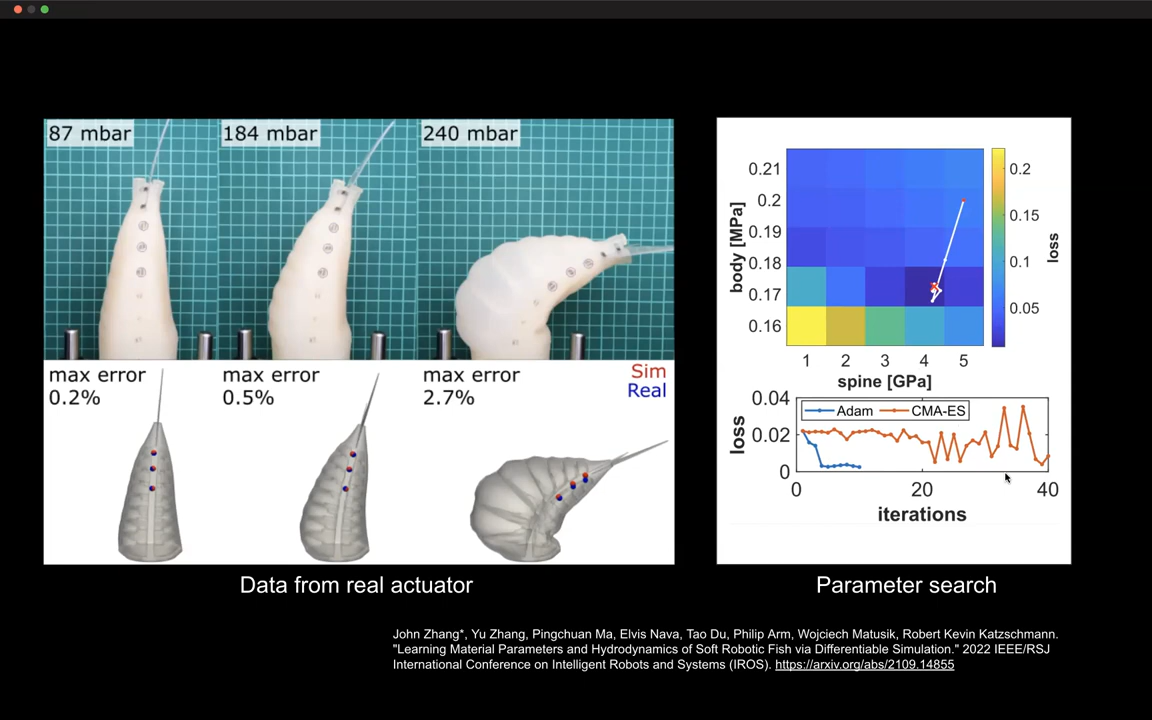 87 mbar
184 mbar
240 mbar
max error
0.2%
max error
0.5%
max error
2.7%
Sim
Real
Data from real actuator
body [MPa]
0.21
0.2
0.19
0.18
0.17
0.16
1 2 3 4 5
spine [GPa]
0.2
0.15
0.1
0.05
loss
loss
0.04
0.02
0
Adam CMA-ES
0 20 40
iterations
Parameter search
John Zhang*, Yu Zhang, Pingchuan Ma, Elvis Nava, Tao Du, Philip Arm, Wojciech Matusik, Robert Kevin Katzschmann.
"Learning Material Parameters and Hydrodynamics of Soft Robotic Fish via Differentiable Simulation." 2022 IEEE/RSJ
International Conference on Intelligent Robots and Systems (IROS). https://arxiv.org/abs/2109.14855